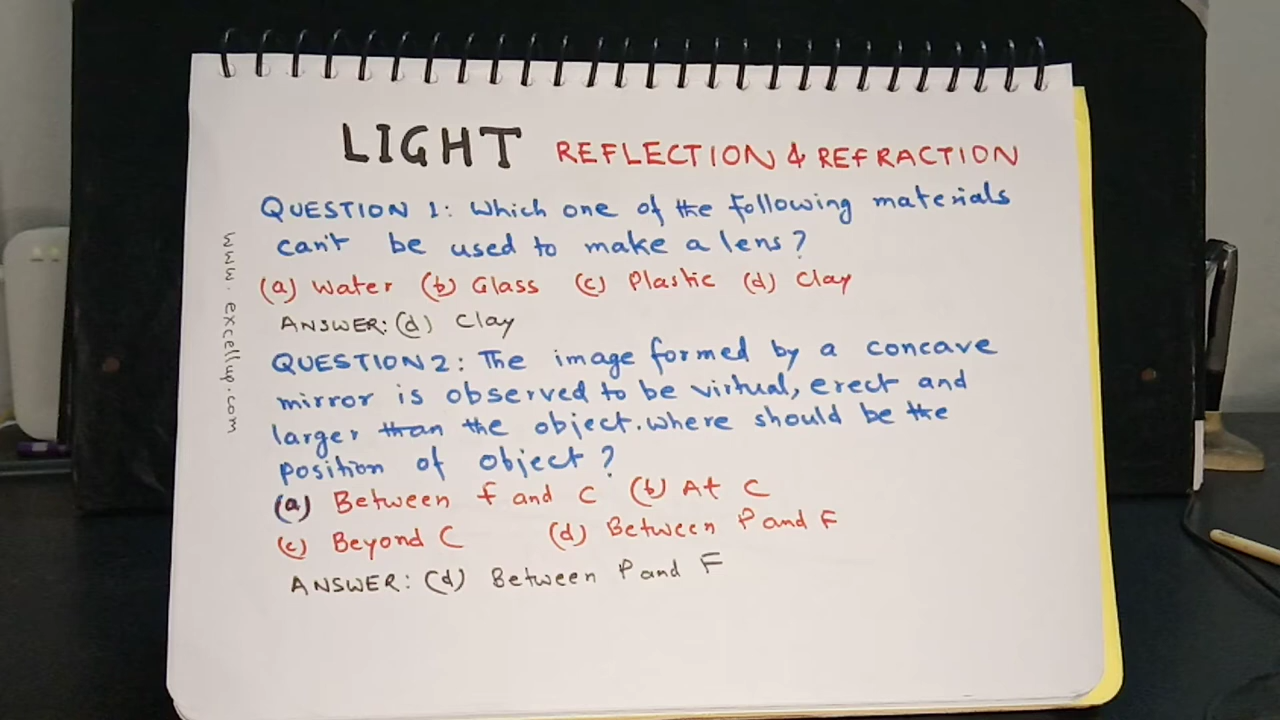 LIGHT REFLECTION & REFRACTION
QUESTION 1: Which one of the following materials
can't be used to make a lens?
(a) Water (b) Glass (c) Plastic (d) Clay
ANSWER: (d) Clay
QUESTION 2: The image formed by a concave
mirror is observed to be virtual, erect and
larger than the object. where should be the
position of object?
(a) Between f and C (b) At C
(c) Beyond C (d) Between P and F
ANSWER: (d) Between P and F
www.excellup.com